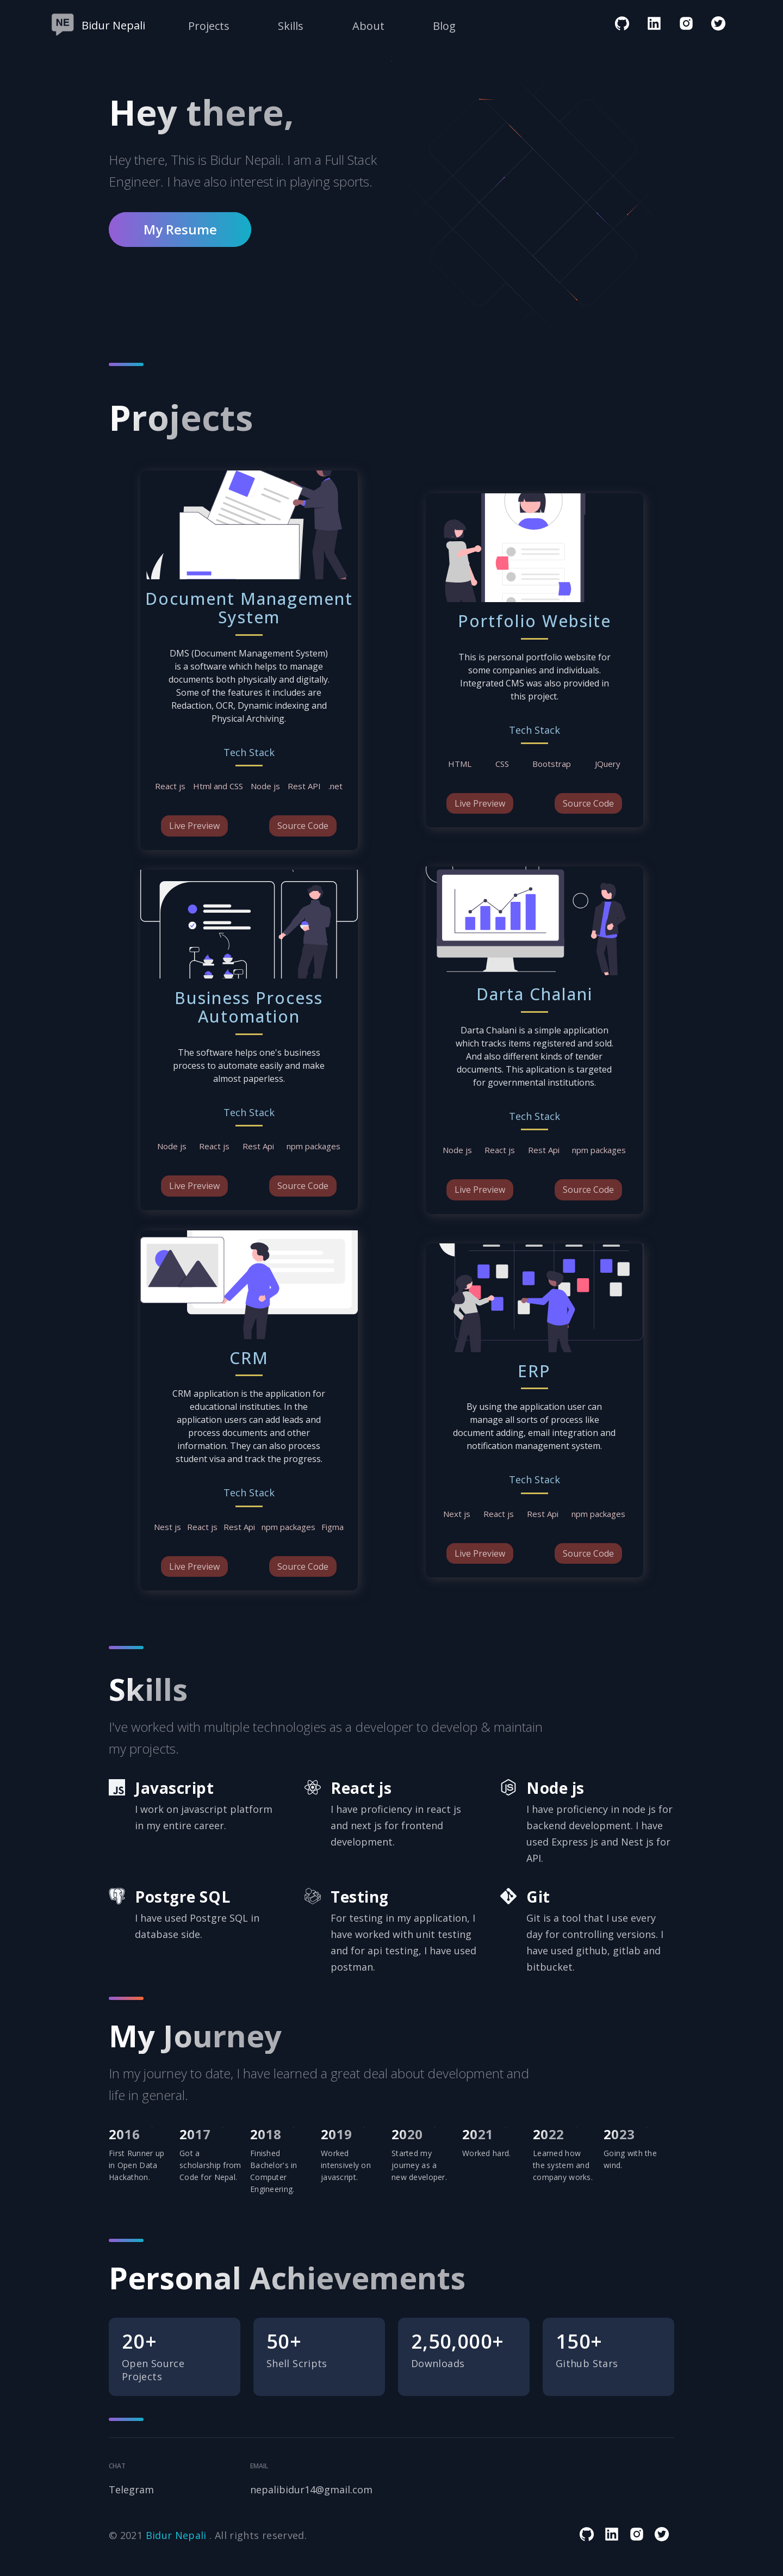 NE Bidur Nepali Projects Skills About Blog
Hey there,
Hey there, This is Bidur Nepali. I am a Full Stack
Engineer. I have also interest in playing sports.
My Resume
Projects
Document Management
System
DMS (Document Management System)
is a software which helps to manage
documents both physically and digitally.
Some of the features it includes are
Redaction, OCR, Dynamic indexing and
Physical Archiving.
Tech Stack
React js Html and CSS Node js Rest API .net
Live Preview Source Code
Portfolio Website
This is personal portfolio website for
some companies and individuals.
Integrated CMS was also provided in
this project.
Tech Stack
HTML CSS Bootstrap JQuery
Live Preview Source Code
Business Process
Automation
The software helps one's business
process to automate easily and make
almost paperless.
Tech Stack
Node js React js Rest Api npm packages
Live Preview Source Code
Darta Chalani
Darta Chalani is a simple application
which tracks items registered and sold.
And also different kinds of tender
documents. This aplication is targeted
for governmental institutions.
Tech Stack
Node js React js Rest Api npm packages
Live Preview Source Code
CRM
CRM application is the application for
educational instituties. In the
application users can add leads and
process documents and other
information. They can also process
student visa and track the progress.
Tech Stack
Nest js React js Rest Api npm packages Figma
Live Preview Source Code
ERP
By using the application user can
manage all sorts of process like
document adding, email integration and
notification management system.
Tech Stack
Next js React js Rest Api npm packages
Live Preview Source Code
Skills
I've worked with multiple technologies as a developer to develop & maintain
my projects.
JS Javascript
I work on javascript platform
in my entire career.
React js
I have proficiency in react js
and next js for frontend
development.
Node js
I have proficiency in node js for
backend development. I have
used Express js and Nest js for
API.
Postgre SQL
I have used Postgre SQL in
database side.
Testing
For testing in my application, I
have worked with unit testing
and for api testing, I have used
postman.
Git
Git is a tool that I use every
day for controlling versions. I
have used github, gitlab and
bitbucket.
My Journey
In my journey to date, I have learned a great deal about development and
life in general.
2016
First Runner up
in Open Data
Hackathon.
2017
Got a
scholarship from
Code for Nepal.
2018
Finished
Bachelor's in
Computer
Engineering.
2019
Worked
intensively on
javascript.
2020
Started my
journey as a
new developer.
2021
Worked hard.
2022
Learned how
the system and
company works.
2023
Going with the
wind.
Personal Achievements
20+
Open Source
Projects
50+
Shell Scripts
2,50,000+
Downloads
150+
Github Stars
CHAT
Telegram
EMAIL
nepalibidur14@gmail.com
© 2021 Bidur Nepali . All rights reserved.